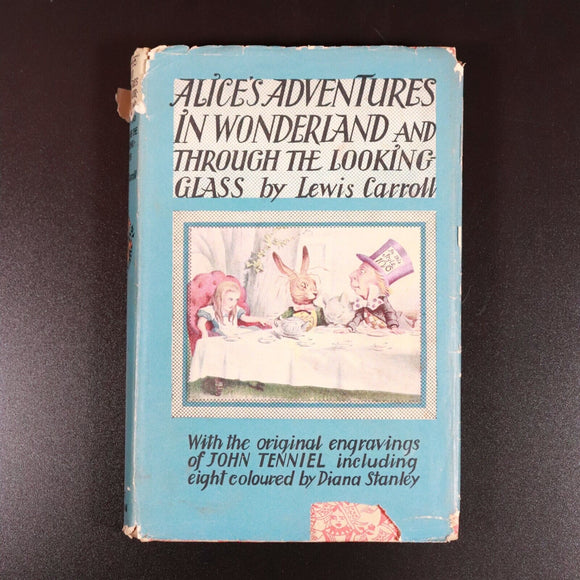 ALICE'S ADVENTURES
IN WONDERLAND AND
THROUGH THE LOOKING-
GLASS by Lewis Carroll
With the original engravings
of JOHN TENNIEL including
eight coloured by Diana Stanley